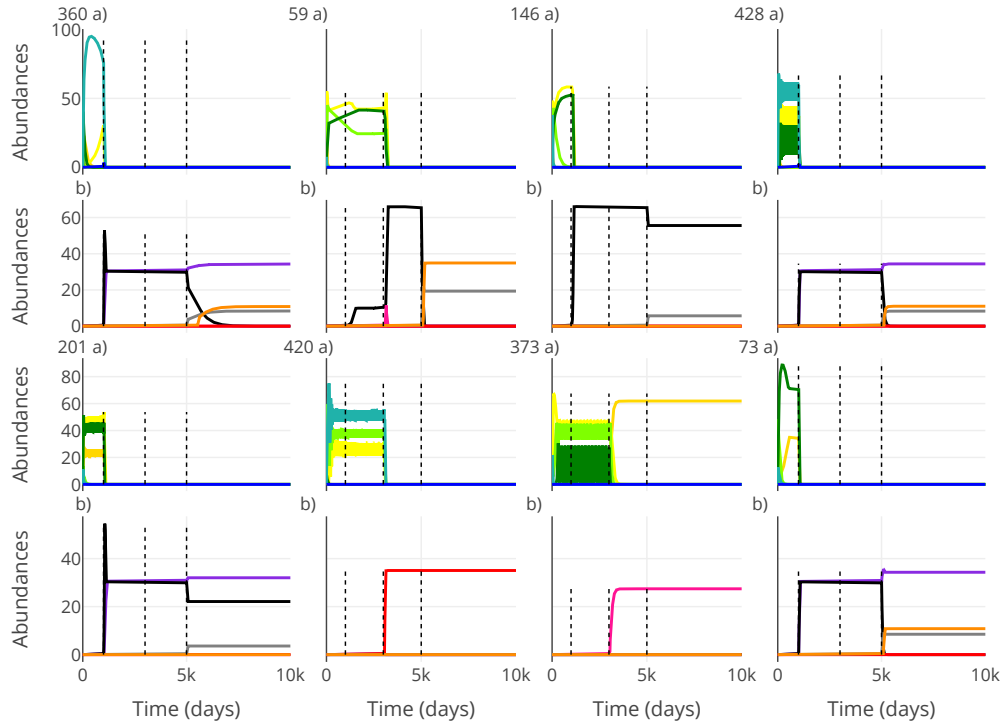 360 a) 59 a) 146 a) 428 a)
100
50
0
Abundances
b) b) b) b)
60
40
20
0
Abundances
201 a) 420 a) 373 a) 73 a)
80
60
40
20
0
Abundances
b) b) b) b)
40
20
0
Abundances
0 5k 10k 0 5k 10k 0 5k 10k 0 5k 10k
Time (days) Time (days) Time (days) Time (days)